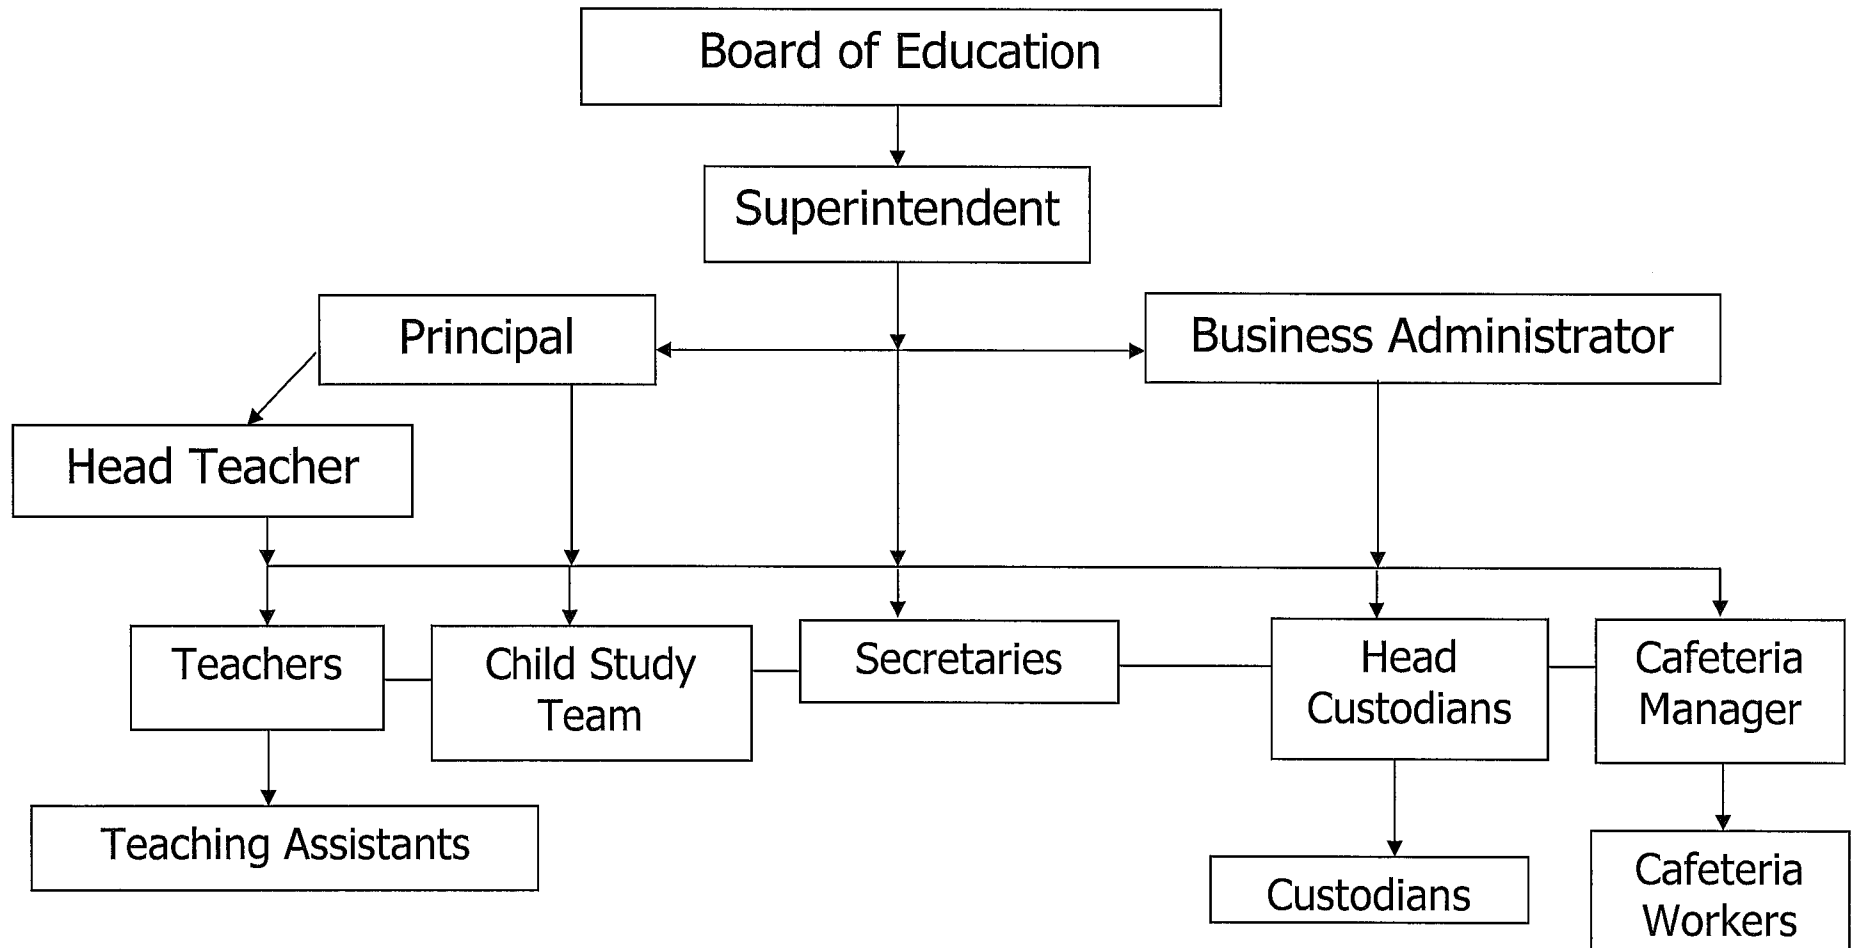 Board of Education
Superintendent
Principal
Business Administrator
Head Teacher
Teachers
Child Study
Team
Secretaries
Head
Custodians
Cafeteria
Manager
Teaching Assistants
Custodians
Cafeteria
Workers